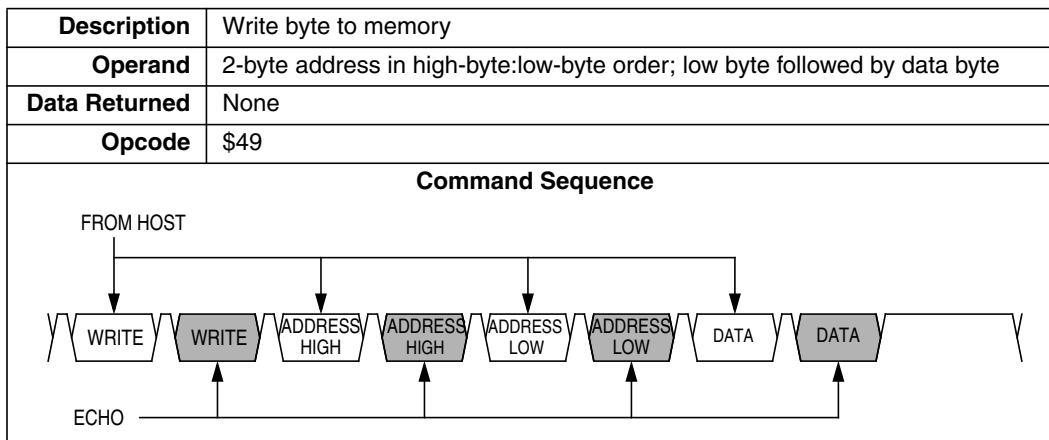 Description Write byte to memory
Operand 2-byte address in high-byte:low-byte order; low byte followed by data byte
Data Returned None
Opcode $49
Command Sequence
FROM HOST
WRITE WRITE ADDRESS HIGH ADDRESS HIGH ADDRESS LOW ADDRESS LOW DATA DATA
ECHO